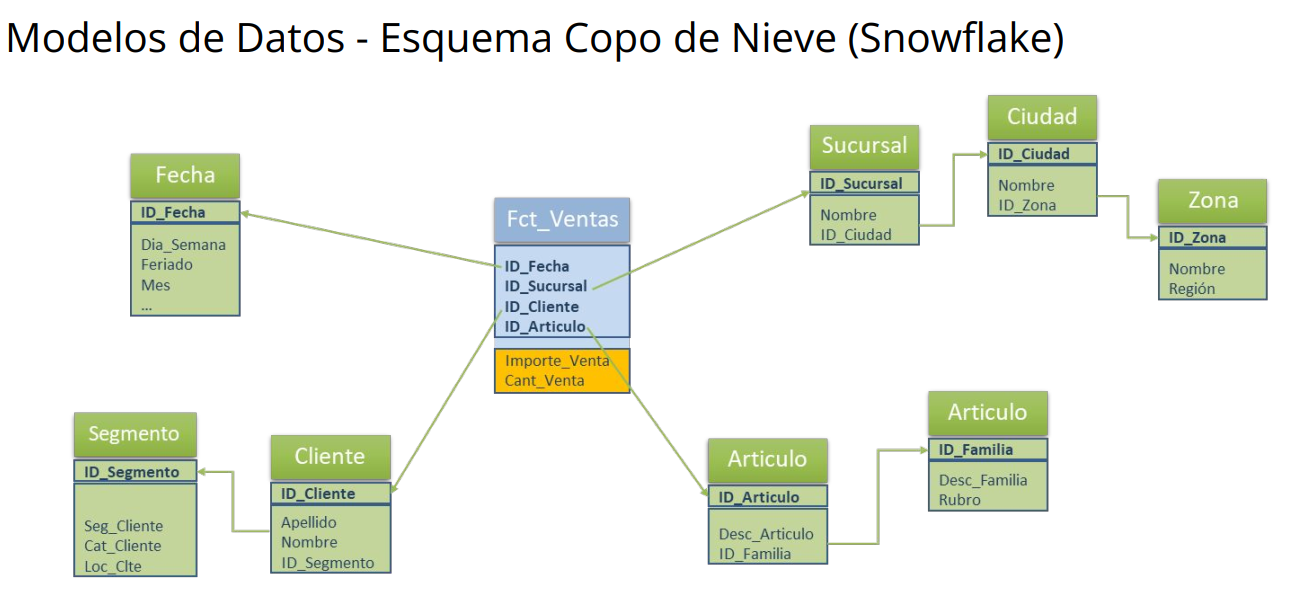 Modelos de Datos - Esquema Copo de Nieve (Snowflake)
Fecha
ID_Fecha
Dia_Semana
Feriado
Mes
...
Fct_Ventas
ID_Fecha
ID_Sucursal
ID_Cliente
ID_Articulo
Importe_Venta
Cant_Venta
Sucursal
ID_Sucursal
Nombre
ID_Ciudad
Ciudad
ID_Ciudad
Nombre
ID_Zona
Zona
ID_Zona
Nombre
Región
Segmento
ID_Segmento
Seg_Cliente
Cat_Cliente
Loc_Clte
Cliente
ID_Cliente
Apellido
Nombre
ID_Segmento
Articulo
ID_Articulo
Desc_Articulo
ID_Familia
Articulo
ID_Familia
Desc_Familia
Rubro